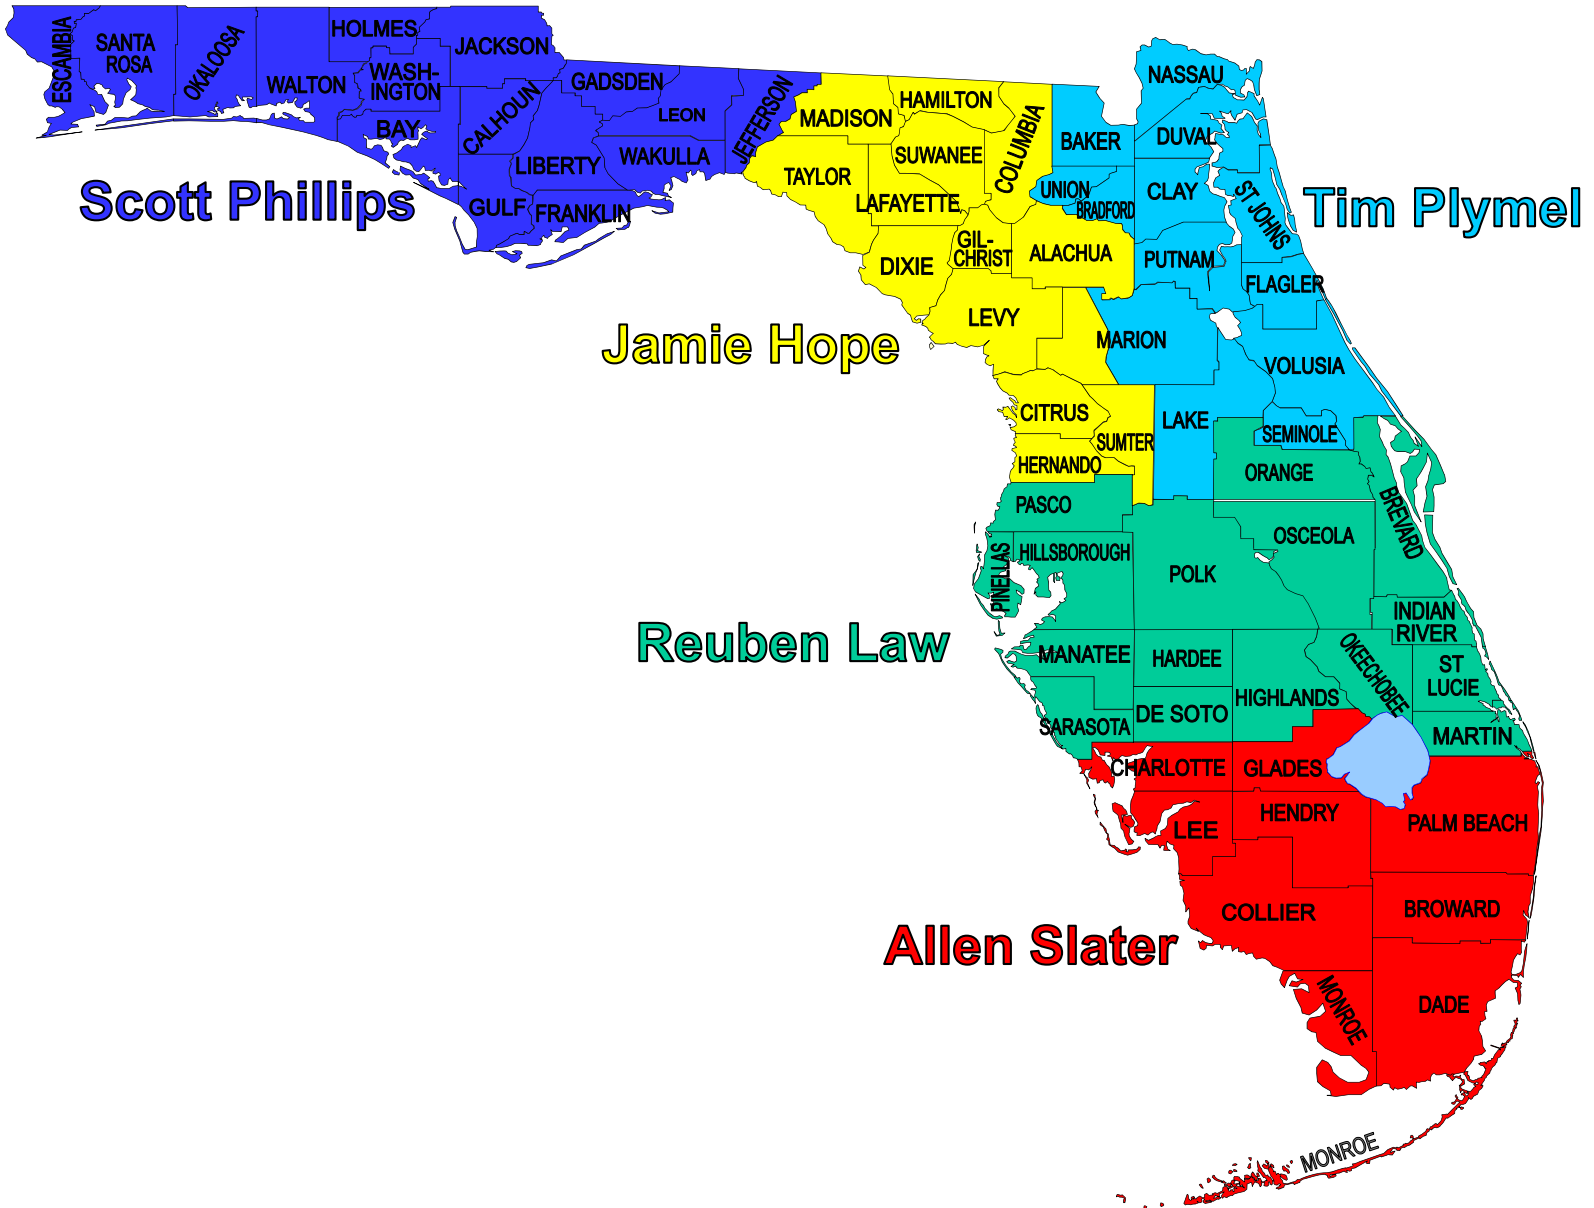 ESCAMBIA
SANTA
ROSA
OKALOOSA
WALTON
HOLMES
WASH-
INGTON
BAY
JACKSON
CALHOUN
GULF
LIBERTY
FRANKLIN
GADSDEN
LEON
WAKULLA
JEFFERSON
Scott Phillips
MADISON
HAMILTON
COLUMBIA
TAYLOR
SUWANEE
LAFAYETTE
DIXIE
GIL-
CHRIST
ALACHUA
LEVY
CITRUS
SUMTER
HERNANDO
Jamie Hope
NASSAU
BAKER
DUVAL
UNION
BRADFORD
CLAY
ST JOHNS
PUTNAM
FLAGLER
MARION
VOLUSIA
LAKE
SEMINOLE
Tim Plymel
ORANGE
BREVARD
PASCO
OSCEOLA
PINELLAS
HILLSBOROUGH
POLK
INDIAN
RIVER
MANATEE
HARDEE
OKEECHOBEE
ST
LUCIE
HIGHLANDS
SARASOTA
DE SOTO
MARTIN
Reuben Law
CHARLOTTE
GLADES
LEE
HENDRY
PALM BEACH
COLLIER
BROWARD
MONROE
DADE
MONROE
Allen Slater